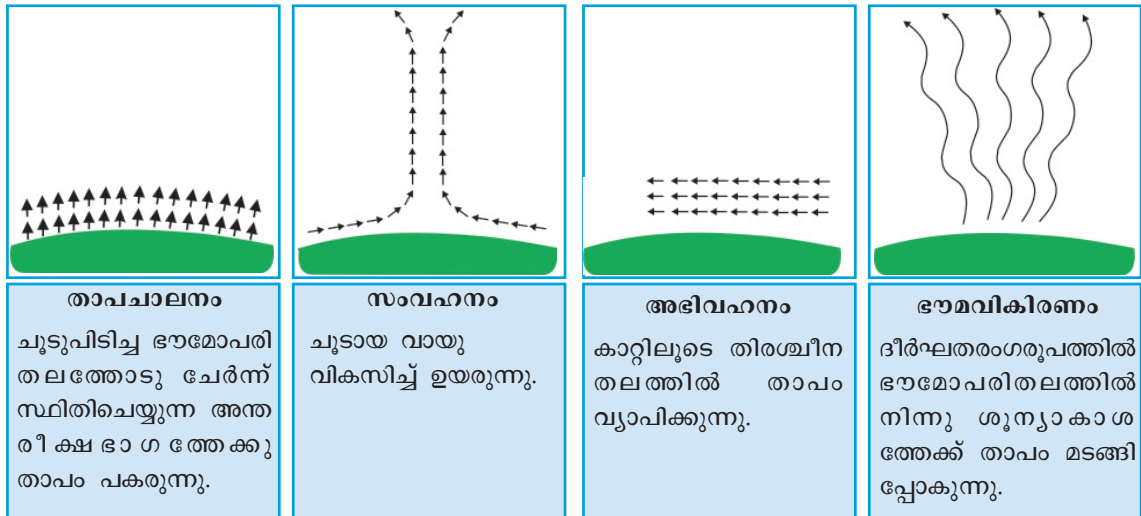 താപചാലനം
ചൂടുപിടിച്ച ഭൗമോപരി
തലത്തോടു ചേർന്ന്
സ്ഥിതിചെയ്യുന്ന അന്ത
രീക്ഷഭാഗത്തേക്കു
താപം പകരുന്നു.
സംവഹനം
ചൂടായ വായു
വികസിച്ച് ഉയരുന്നു.
അഭിവഹനം
കാറ്റിലൂടെ തിരശ്ചീന
തലത്തിൽ താപം
വ്യാപിക്കുന്നു.
ഭൗമവികിരണം
ദീർഘതരംഗരൂപത്തിൽ
ഭൗമോപരിതലത്തിൽ
നിന്നു ശൂന്യാകാശ
ത്തേക്ക് താപം മടങ്ങി
പ്പോകുന്നു.